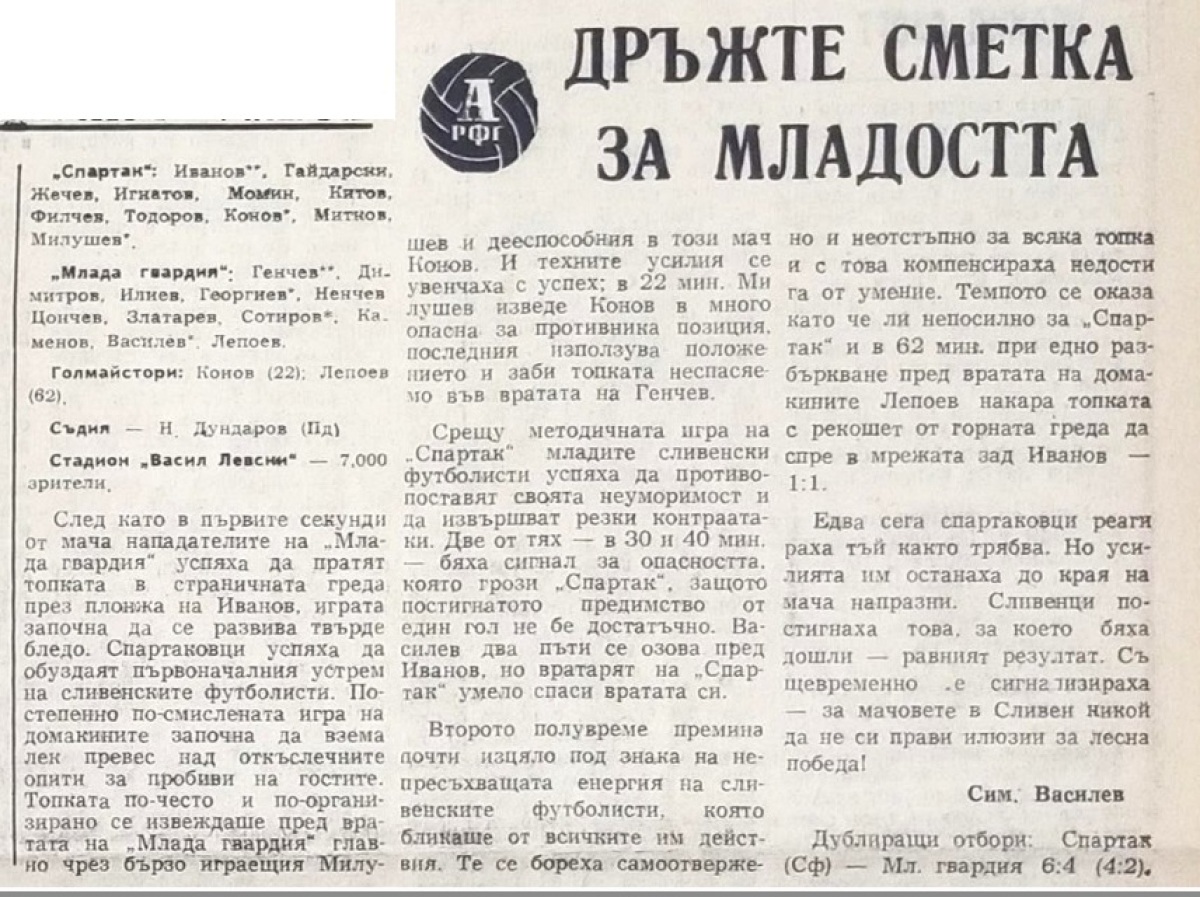 ДРЪЖТЕ СМЕТКА
ЗА МЛАДОСТТА
А
РФГ
„Спартак“: Иванов**, Гайдарски,
Жечев, Игнатов, Момин, Китов,
Филчев, Тодоров, Конов*, Митков,
Милушев*.
„Млада гвардия“: Генчев**, Ди-
митров, Илиев, Георгиев*, Ненчев
Цончев, Златарев, Сотиров*, Ка-
менов, Василев*, Лепоев.
Голмайстори: Конов (22); Лепоев
(62).
Съдия — Н. Дундаров (Пд)
Стадион „Васил Левски“ — 7,000
зрители.
След като в първите секунди
от мача нападателите на „Мла-
да гвардия“ успяха да пратят
топката в страничната греда
през плонжа на Иванов, играта
започна да се развива твърде
бледо. Спартаковци успяха да
обуздаят първоначалния устрем
на сливенските футболисти. По-
степенно по-смислената игра на
домакините започна да взема
лек превес над откъслечните
опити за пробиви на гостите.
Топката по-често и по-органи-
зирано се извеждаше пред вра-
тата на „Млада гвардия“ глав-
но чрез бързо играещия Милу-
шев и дееспособния в този мач
Конов. И техните усилия се
увенчаха с успех; в 22 мин. Ми
лушев изведе Конов в много
опасна за противника позиция,
последния използува положе-
нието и заби топката неспасяе-
мо във вратата на Генчев.
Срещу методичната игра на
„Спартак“ младите сливенски
футболисти успяха да противо-
поставят своята неуморимост и
да извършват резки контраата-
ки. Две от тях — в 30 и 40 мин.
— бяха сигнал за опасността,
която грози „Спартак“, защото
постигнатото предимство от
един гол не бе достатъчно. Ва-
силев два пъти се озова пред
Иванов, но вратарят на „Спар-
так“ умело спаси вратата си.
Второто полувреме премина
почти изцяло под знака на не-
пресъхващата енергия на сли-
венските футболисти, която
бликаше от всичките им дейст-
вия. Те се бореха самоотверже-
но и неотстъпно за всяка топка
и с това компенсираха недости
га от умение. Темпото се оказа
като че ли непосилно за „Спар-
так“ и в 62 мин. при едно раз-
бъркване пред вратата на дома-
кините Лепоев накара топката
с рекошет от горната греда да
спре в мрежата зад Иванов —
1:1.
Едва сега спартаковци реаги
раха тъй както трябва. Но уси-
лията им останаха до края на
мача напразни. Сливенци по-
стигнаха това, за което бяха
дошли — равният резултат. Съ
щевременно .е сигнализираха
— за мачовете в Сливен никой
да не си прави илюзии за лесна
победа!
Сим. Василев
Дублиращи отбори: Спартак
(Сф) — Мл. гвардия 6:4 (4:2).